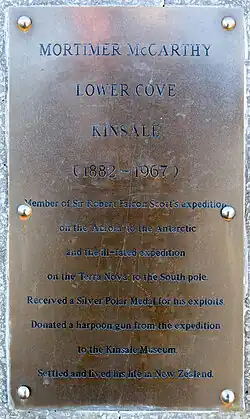 MORTIMER McCARTHY
LOWER COVE
KINSALE
(1882 - 1967)
Member of Sir Robert Falcon Scott's expedition
on the 'Aurora' to the Antarctic
and the ill-fated expedition
on the 'Terra Nova' to the South pole.
Received a Silver Polar Medal for his exploits.
Donated a harpoon gun from the expedition
to the Kinsale Museum.
Settled and lived his life in New Zealand.